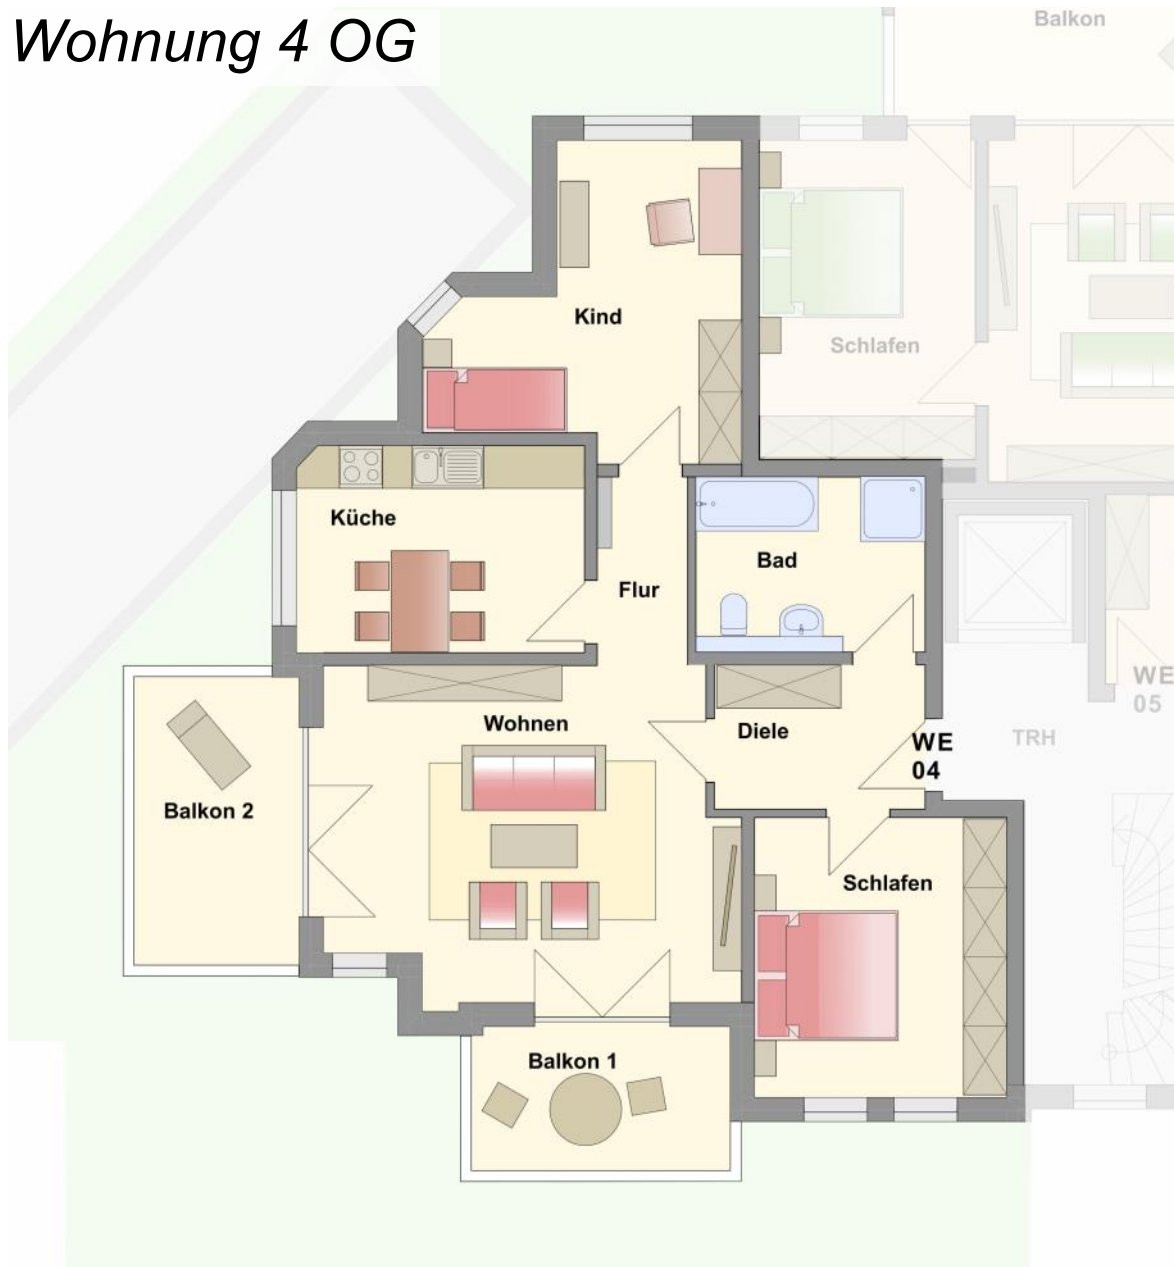 Wohnung 4 OG
Balkon
Kind
Schlafen
Küche
Bad
Flur
WE
05
Wohnen
Diele
WE
04
TRH
Balkon 2
Schlafen
Balkon 1